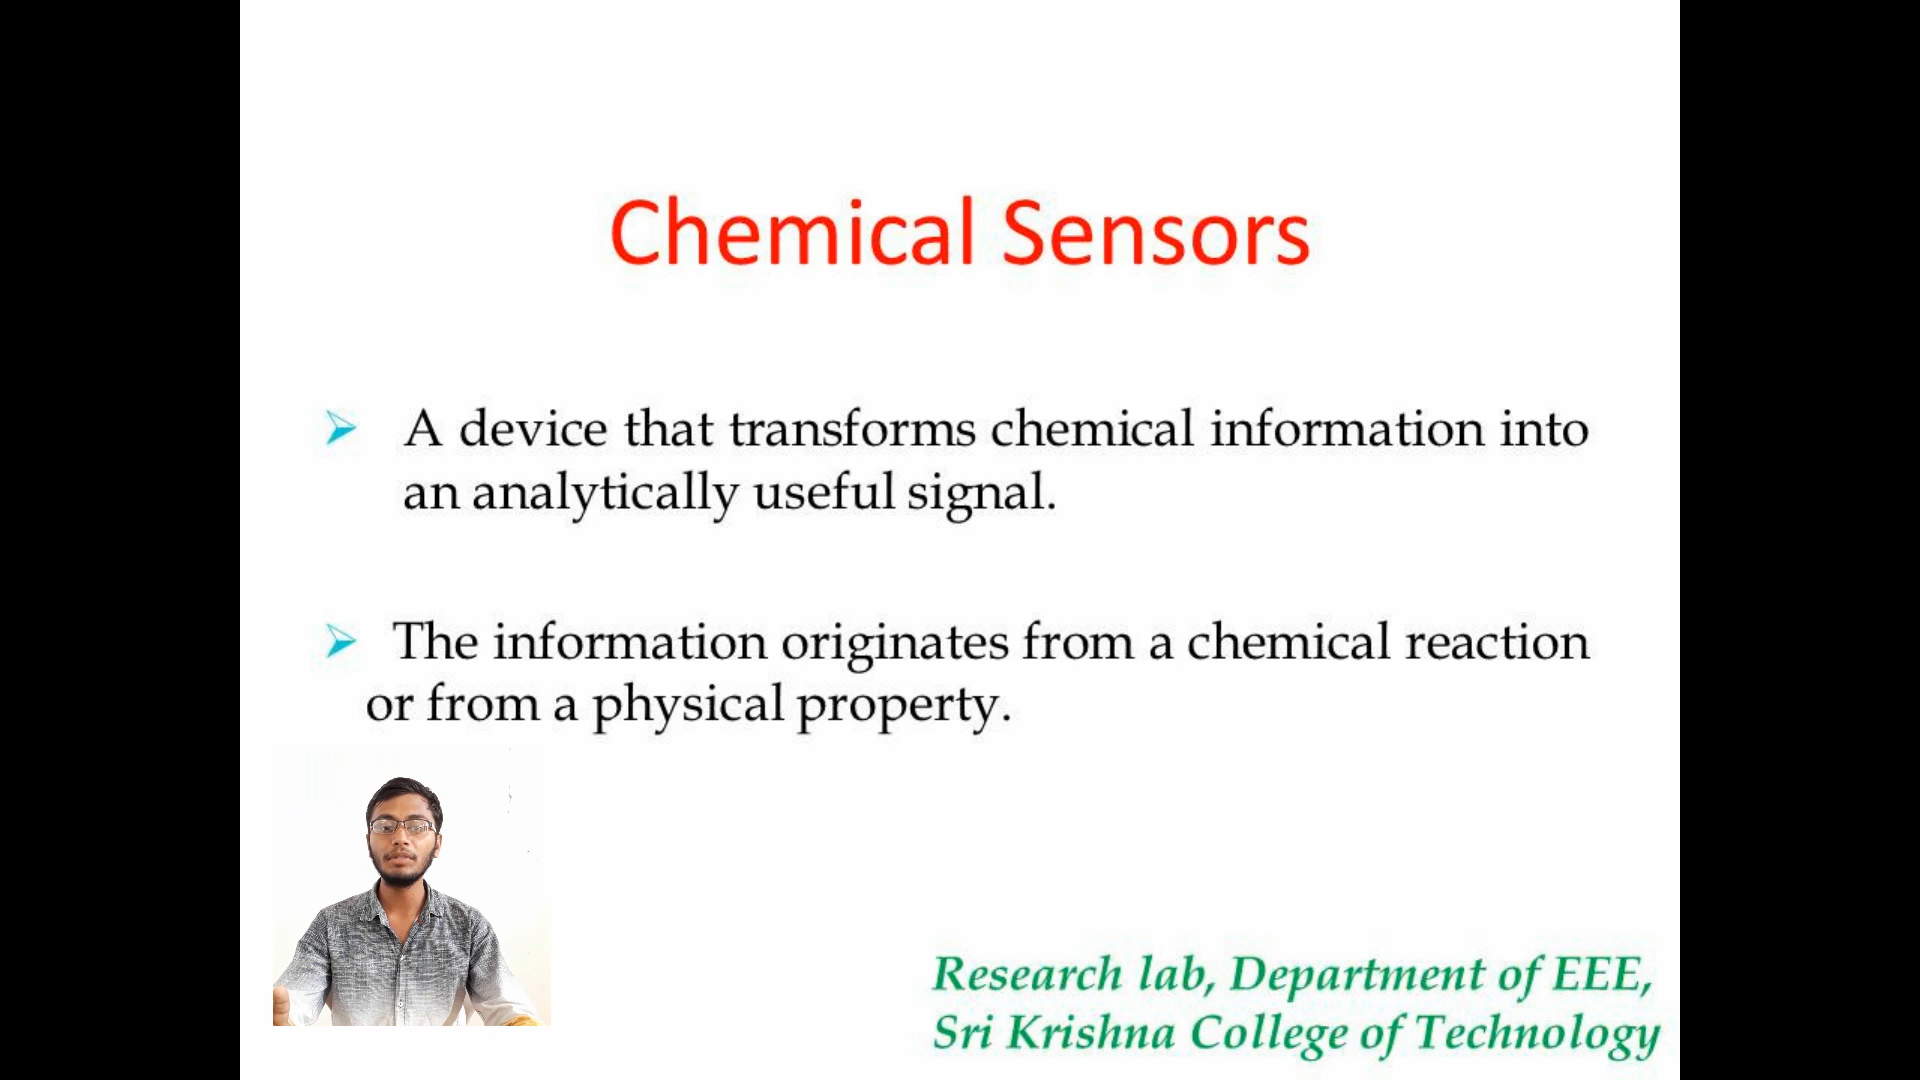 Chemical Sensors
A device that transforms chemical information into
an analytically useful signal.
The information originates from a chemical reaction
or from a physical property.
Research lab, Department of EEE,
Sri Krishna College of Technology